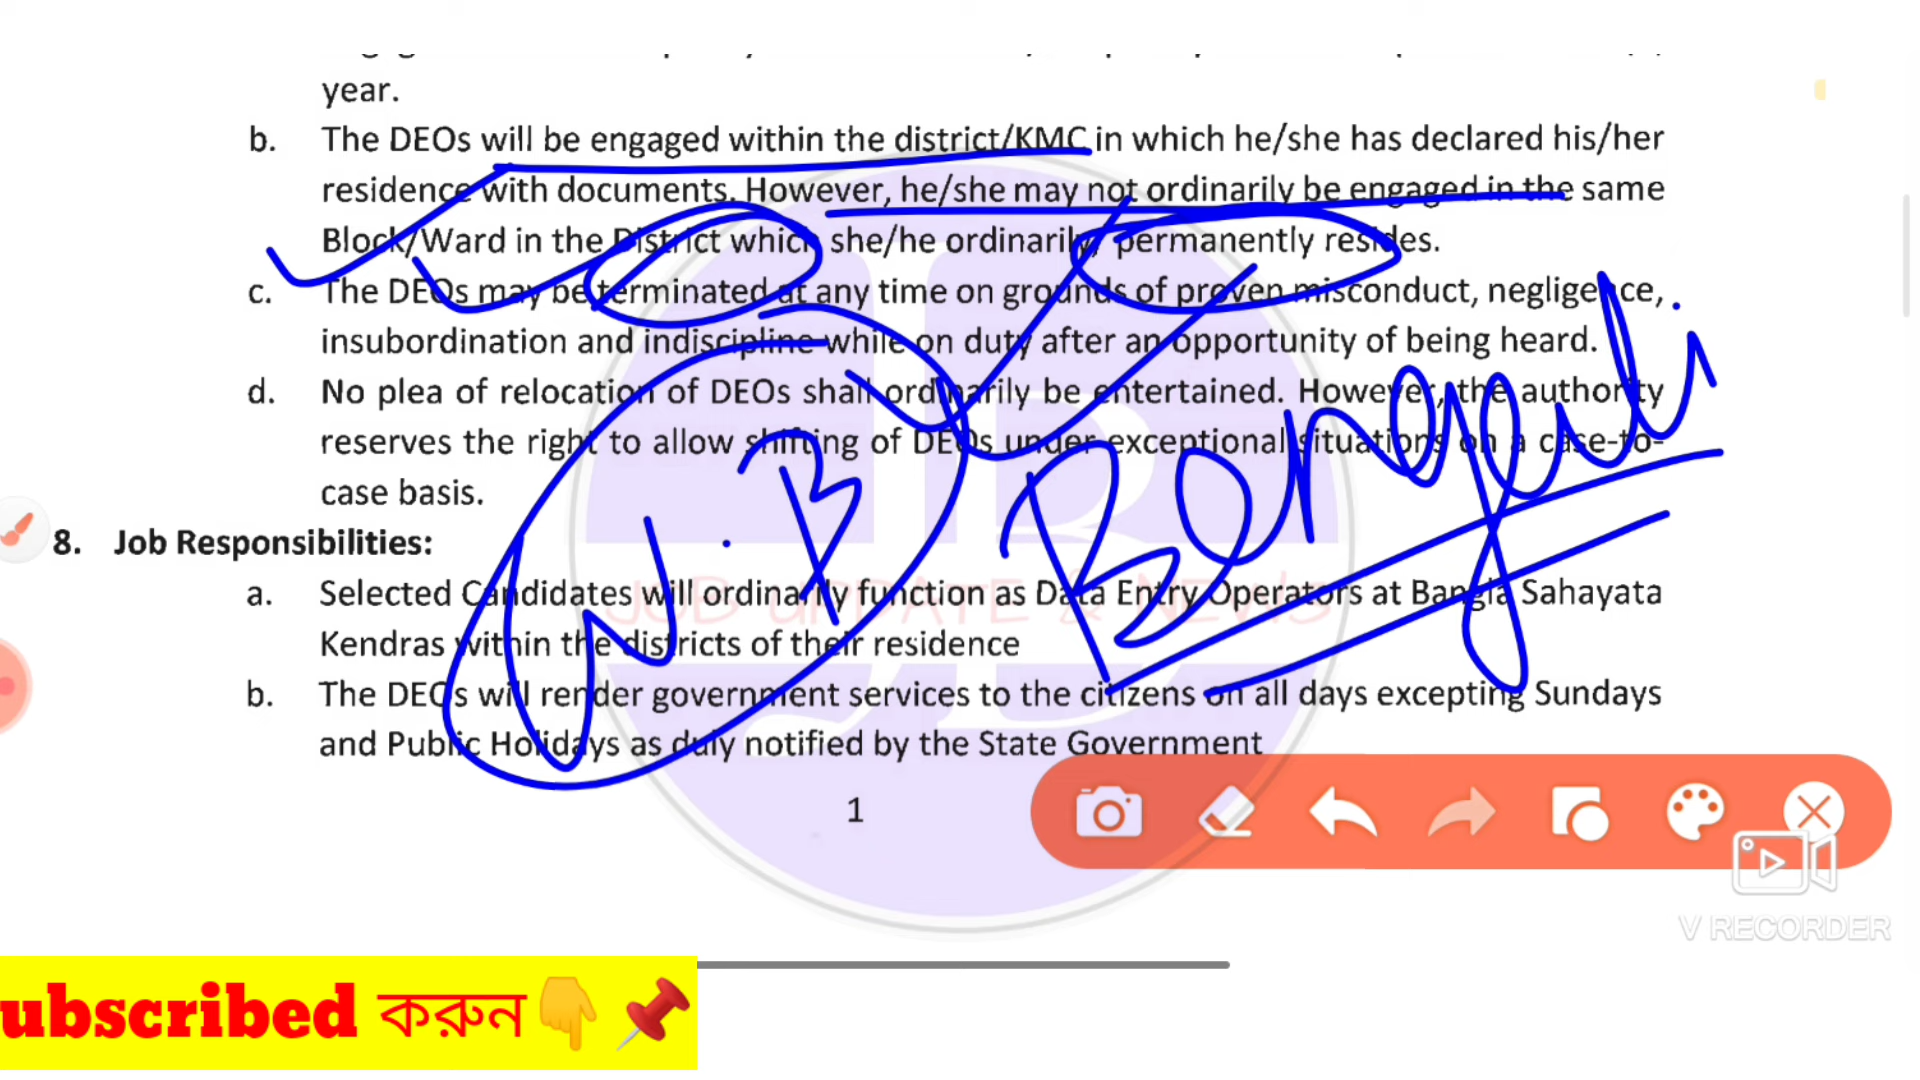 year.
b. The DEOs will be engaged within the district/KMC in which he/she has declared his/her
residence with documents. However, he/she may not ordinarily be engaged in the same
Block/Ward in the District which she/he ordinarily/ permanently resides.
c. The DEOs may be terminated at any time on grounds of proven misconduct, negligence,
insubordination and indiscipline while on duty after an opportunity of being heard.
d. No plea of relocation of DEOs shall ordinarily be entertained. However, the authority
reserves the right to allow shifting of DEOs under exceptional situations on a case-to-
case basis.
W.B
Bengali
8. Job Responsibilities:
a. Selected Candidates will ordinarily function as Data Entry Operators at Bangla Sahayata
Kendras within the districts of their residence
JOB UPDATE & NEWS
b. The DEOs will render government services to the citizens on all days excepting Sundays
and Public Holidays as duly notified by the State Government
1
V RECORDER
ubscribed করুন